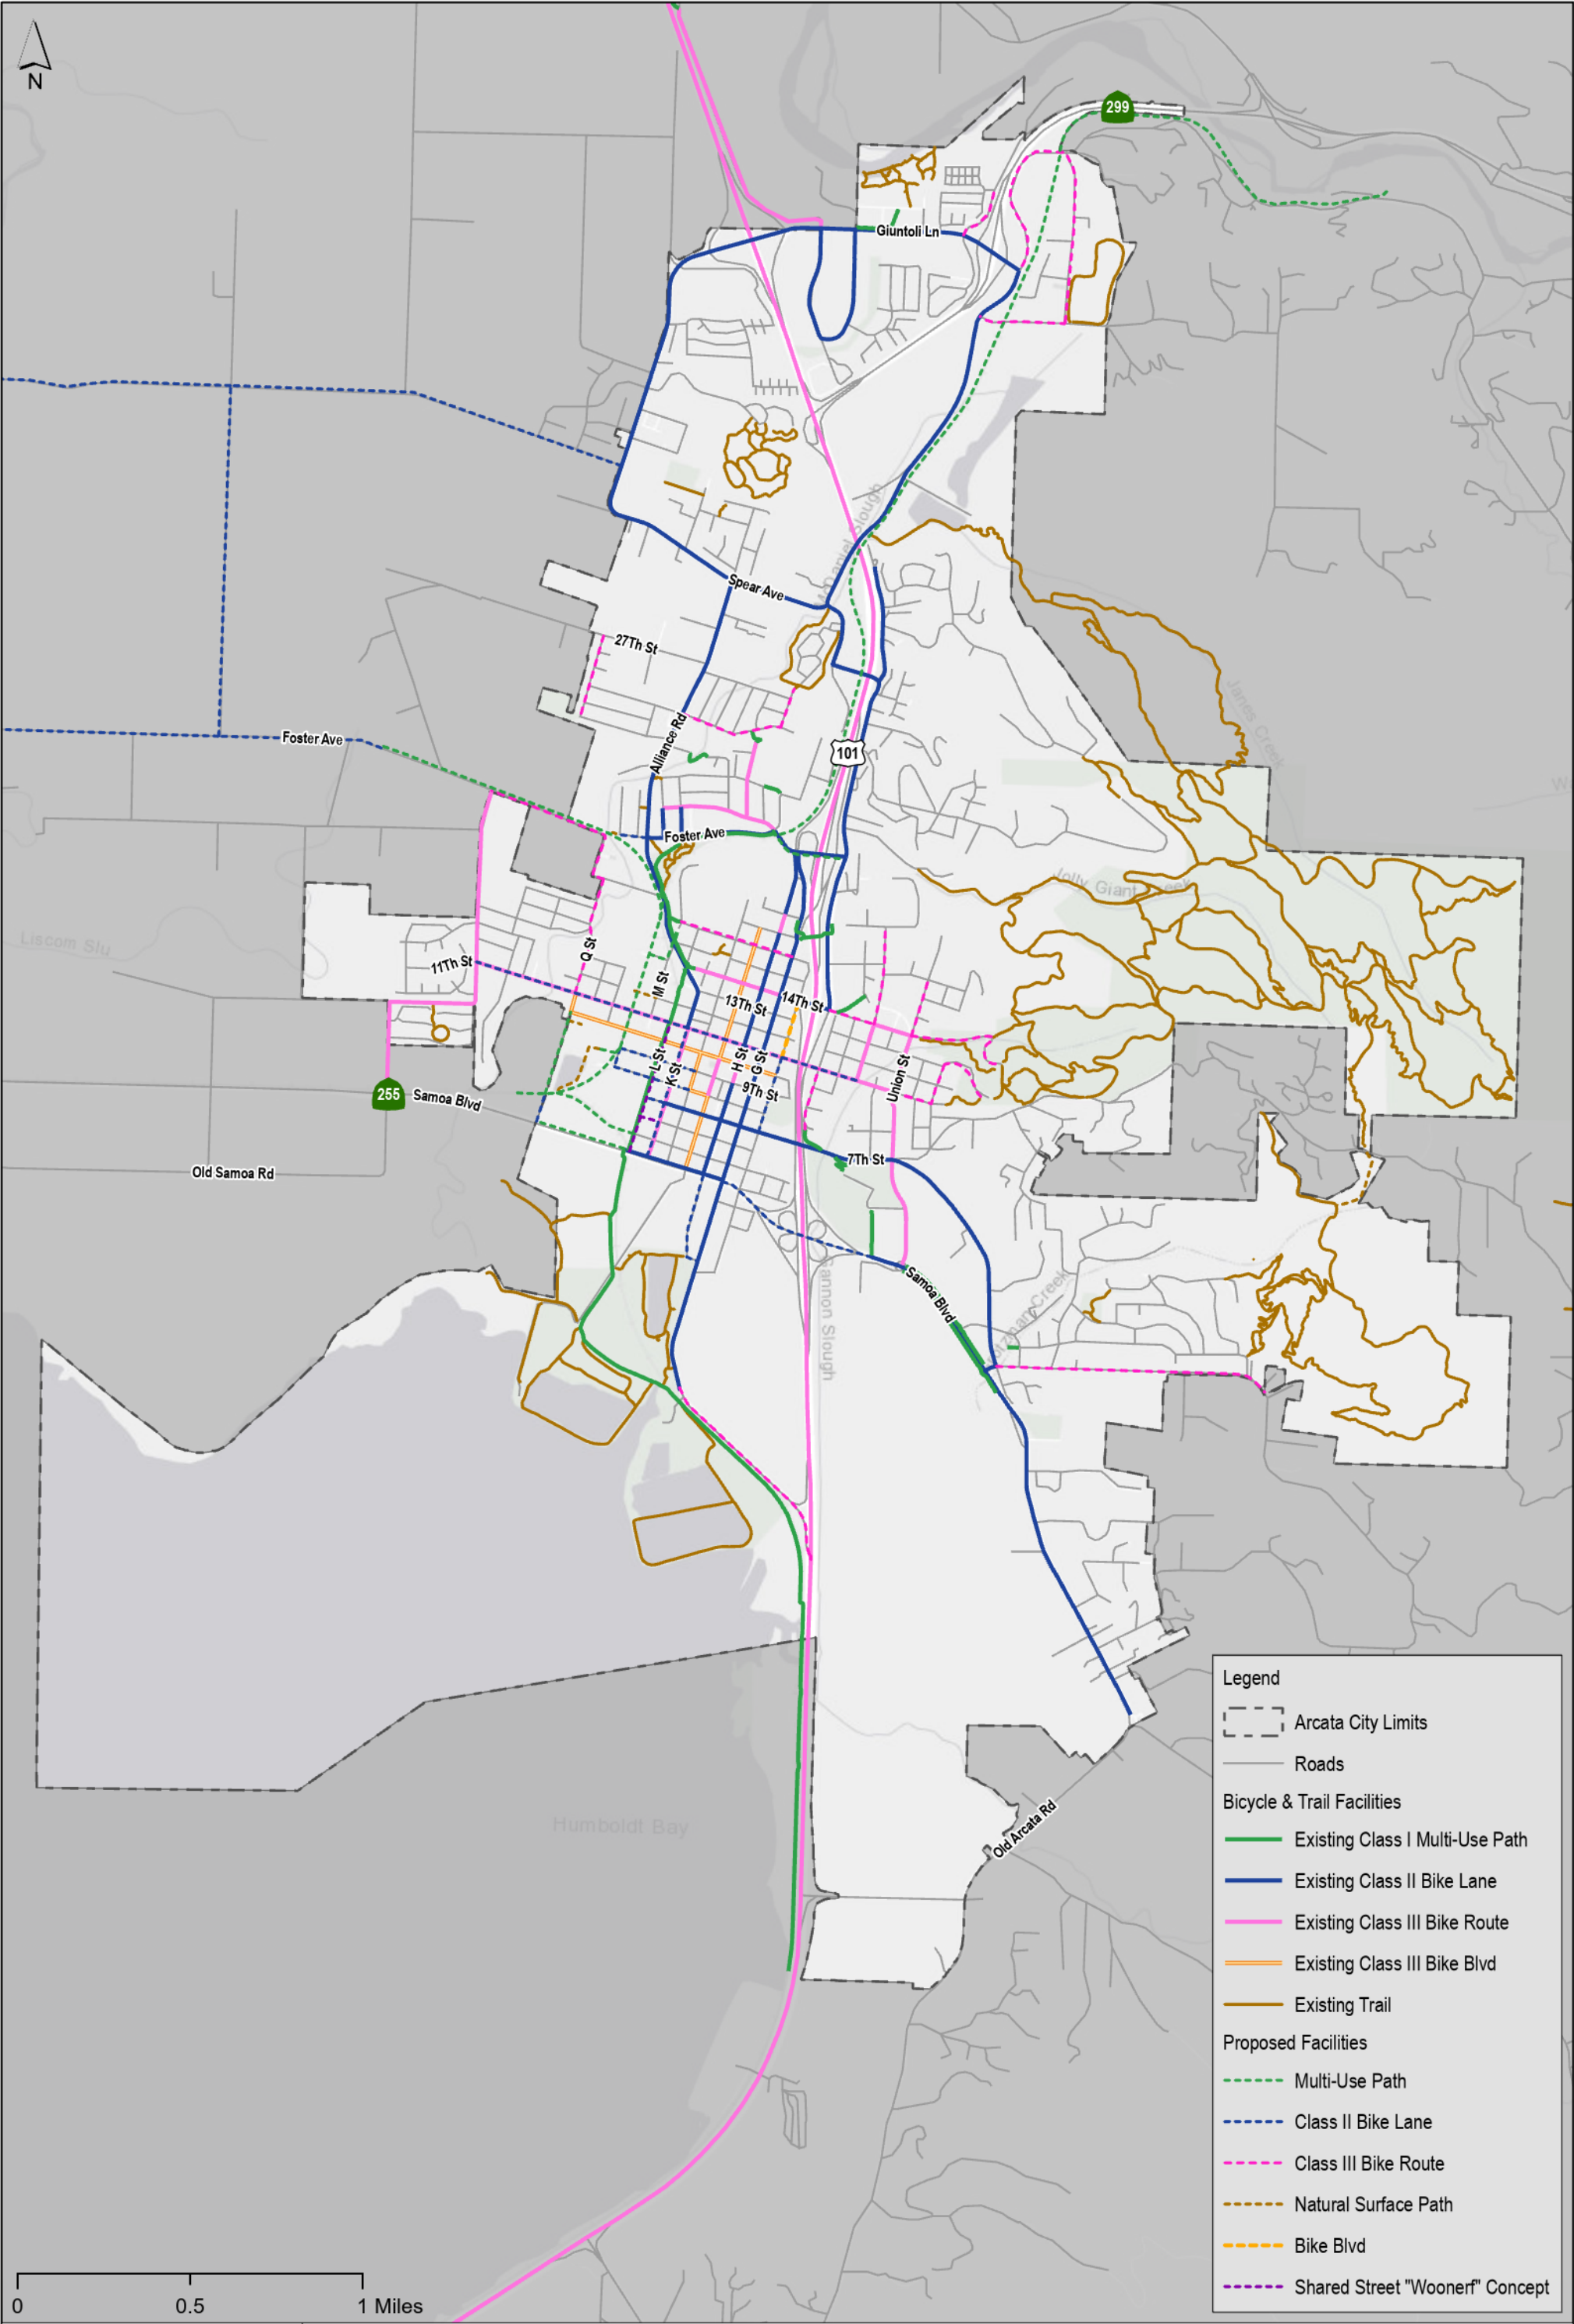 N
299
Giuntoli Ln
McDaniel Slough
Spear Ave
27Th St
Janes Creek
Alliance Rd
Foster Ave
101
Foster Ave
Jolly Giant Creek
Liscom Slu
Q St
11Th St
M St
13Th St
14Th St
L St
K St
H St
G St
9Th St
Union St
255
Samoa Blvd
7Th St
Old Samoa Rd
Gannon Slough
Samoa Blvd
Creek
Humboldt Bay
Old Arcata Rd
Legend
Arcata City Limits
Roads
Bicycle & Trail Facilities
Existing Class I Multi-Use Path
Existing Class II Bike Lane
Existing Class III Bike Route
Existing Class III Bike Blvd
Existing Trail
Proposed Facilities
Multi-Use Path
Class II Bike Lane
Class III Bike Route
Natural Surface Path
Bike Blvd
Shared Street "Woonerf" Concept
0 0.5 1 Miles